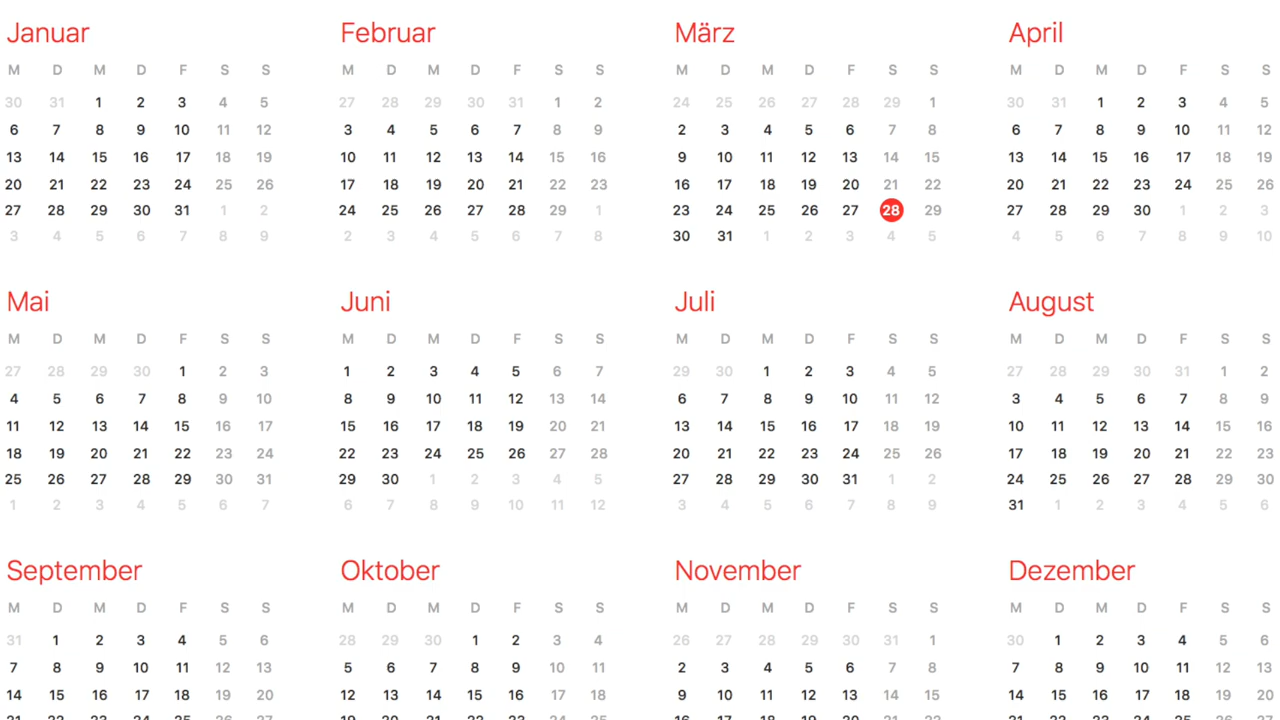 Januar Februar März April
M D M D F S S M D M D F S S M D M D F S S M D M D F S S
30 31 1 2 3 4 5 27 28 29 30 31 1 2 24 25 26 27 28 29 1 30 31 1 2 3 4 5
6 7 8 9 10 11 12 3 4 5 6 7 8 9 2 3 4 5 6 7 8 6 7 8 9 10 11 12
13 14 15 16 17 18 19 10 11 12 13 14 15 16 9 10 11 12 13 14 15 13 14 15 16 17 18 19
20 21 22 23 24 25 26 17 18 19 20 21 22 23 16 17 18 19 20 21 22 20 21 22 23 24 25 26
27 28 29 30 31 1 2 24 25 26 27 28 29 1 23 24 25 26 27 28 29 27 28 29 30 1 2 3
3 4 5 6 7 8 9 2 3 4 5 6 7 8 30 31 1 2 3 4 5 4 5 6 7 8 9 10
Mai Juni Juli August
M D M D F S S M D M D F S S M D M D F S S M D M D F S S
27 28 29 30 1 2 3 1 2 3 4 5 6 7 29 30 1 2 3 4 5 27 28 29 30 31 1 2
4 5 6 7 8 9 10 8 9 10 11 12 13 14 6 7 8 9 10 11 12 3 4 5 6 7 8 9
11 12 13 14 15 16 17 15 16 17 18 19 20 21 13 14 15 16 17 18 19 10 11 12 13 14 15 16
18 19 20 21 22 23 24 22 23 24 25 26 27 28 20 21 22 23 24 25 26 17 18 19 20 21 22 23
25 26 27 28 29 30 31 29 30 1 2 3 4 5 27 28 29 30 31 1 2 24 25 26 27 28 29 30
1 2 3 4 5 6 7 6 7 8 9 10 11 12 3 4 5 6 7 8 9 31 1 2 3 4 5 6
September Oktober November Dezember
M D M D F S S M D M D F S S M D M D F S S M D M D F S S
31 1 2 3 4 5 6 28 29 30 1 2 3 4 26 27 28 29 30 31 1 30 1 2 3 4 5 6
7 8 9 10 11 12 13 5 6 7 8 9 10 11 2 3 4 5 6 7 8 7 8 9 10 11 12 13
14 15 16 17 18 19 20 12 13 14 15 16 17 18 9 10 11 12 13 14 15 14 15 16 17 18 19 20